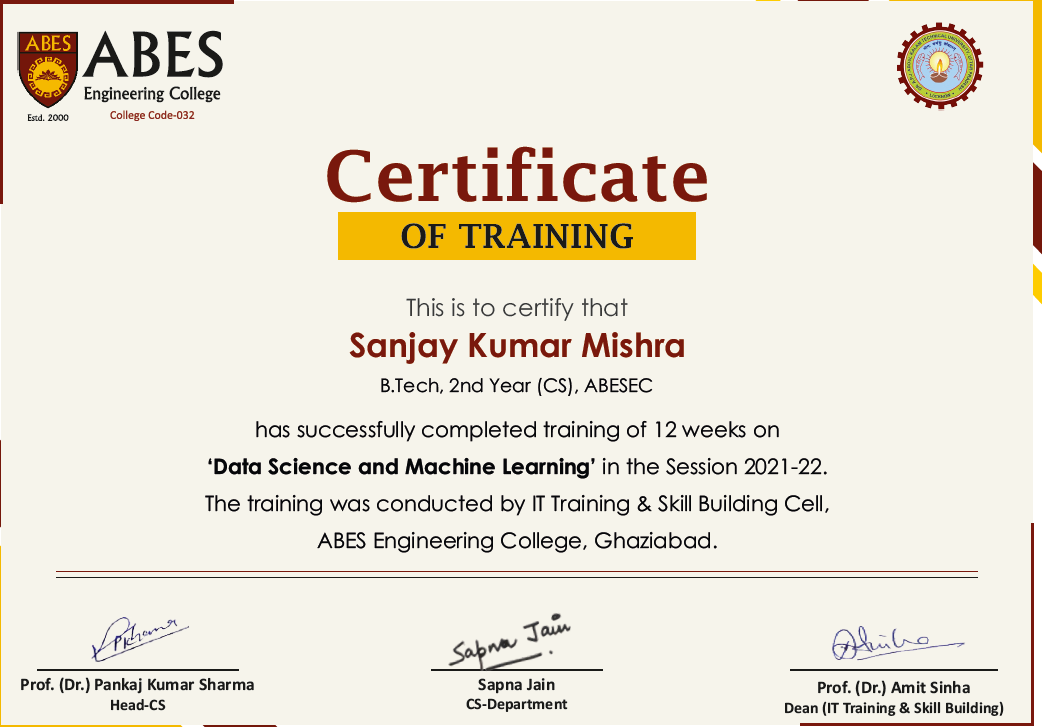 ABES
ABES
Engineering College
Estd. 2000
College Code-032
Certificate
OF TRAINING
This is to certify that
Sanjay Kumar Mishra
B.Tech, 2nd Year (CS), ABESEC
has successfully completed training of 12 weeks on
‘Data Science and Machine Learning’ in the Session 2021-22.
The training was conducted by IT Training & Skill Building Cell,
ABES Engineering College, Ghaziabad.
Sapna Jain
Prof. (Dr.) Pankaj Kumar Sharma
Head-CS
Sapna Jain
CS-Department
Prof. (Dr.) Amit Sinha
Dean (IT Training & Skill Building)